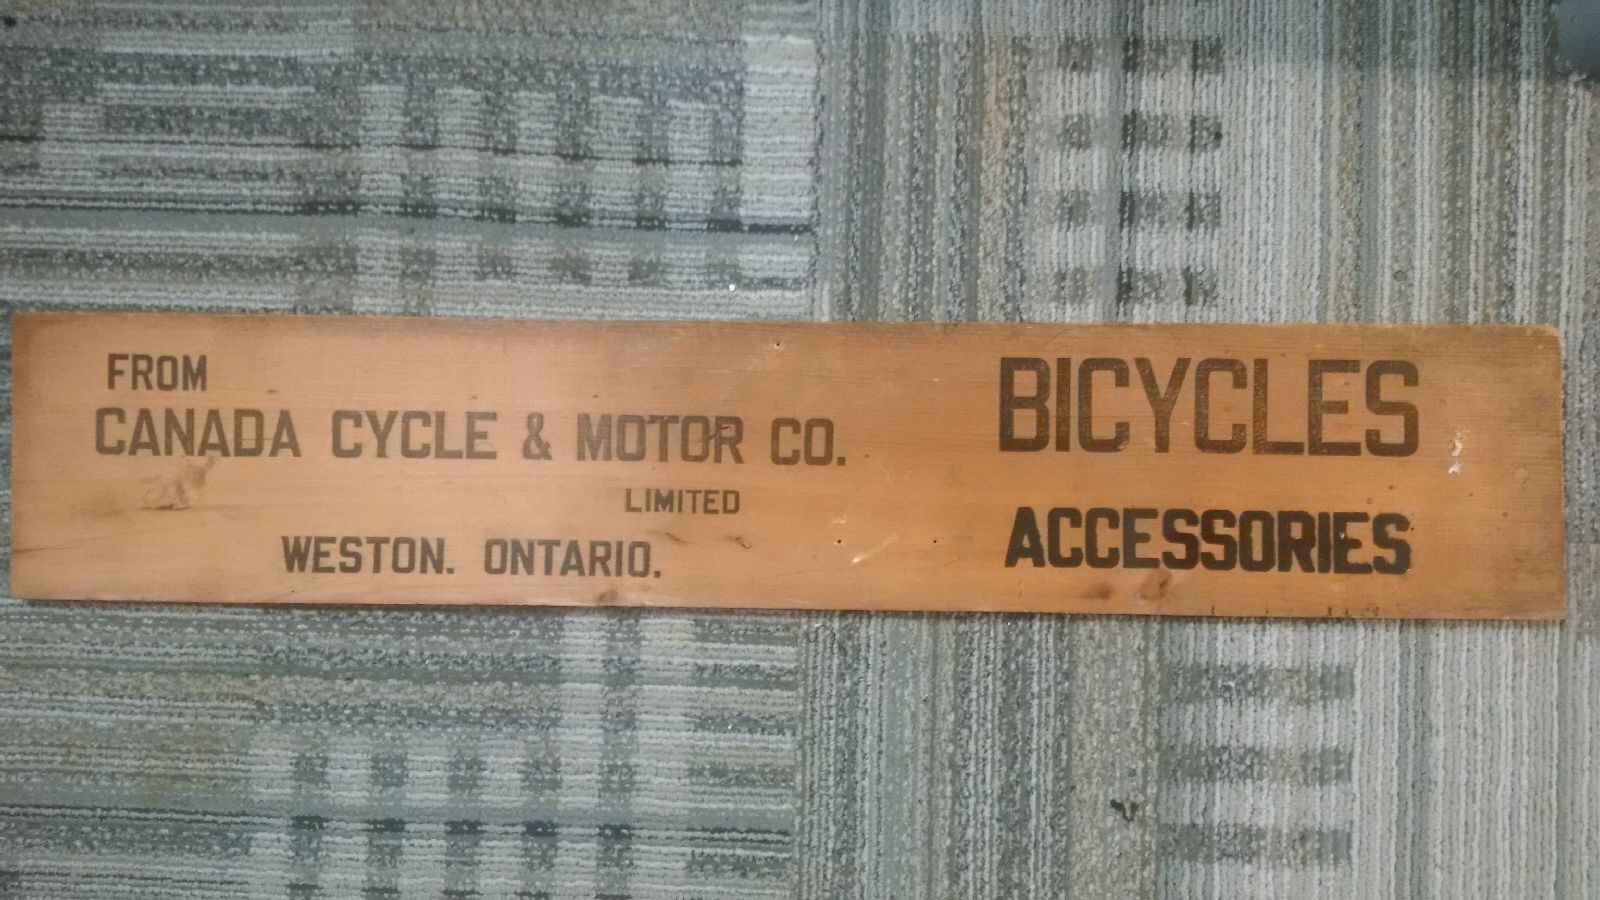 FROM
CANADA CYCLE & MOTOR CO.
LIMITED
WESTON. ONTARIO.
BICYCLES
ACCESSORIES